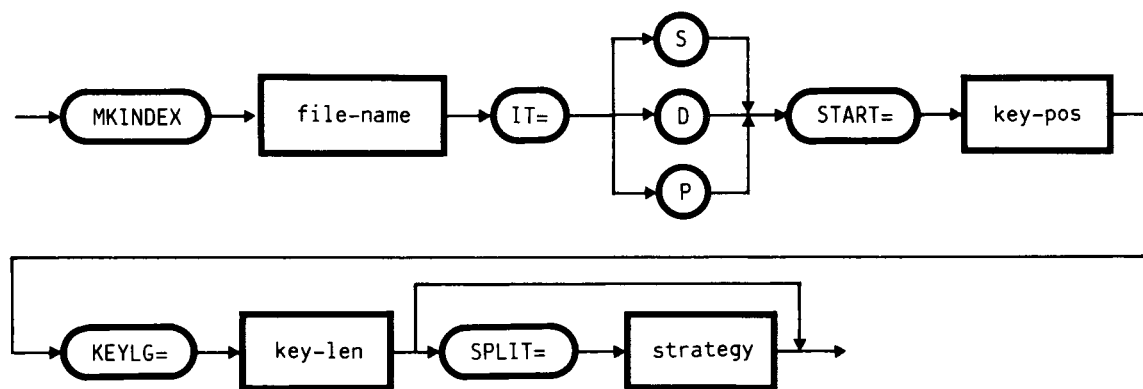 MKINDEX file-name IT= S D P START= key-pos
KEYLG= key-len SPLIT= strategy